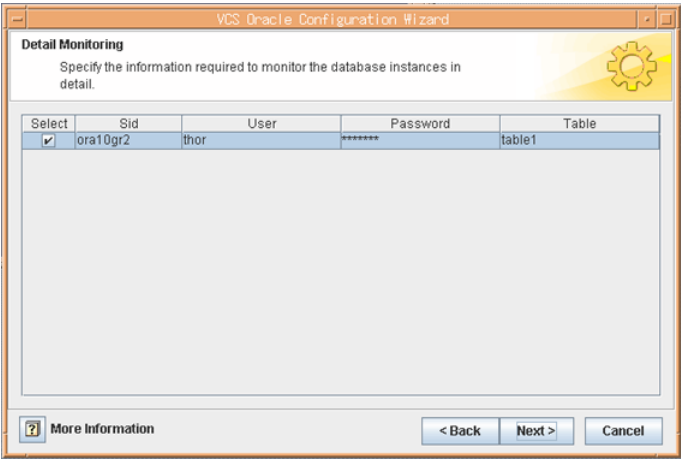 VCS Oracle Configuration Wizard
Detail Monitoring
Specify the information required to monitor the database instances in
detail.
Select Sid User Password Table
ora10gr2 thor ******* table1
More Information
< Back Next > Cancel